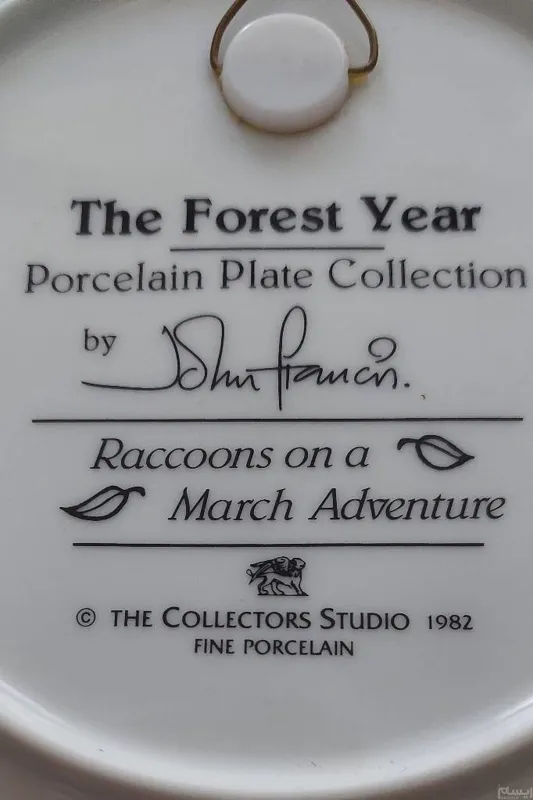 The Forest Year
Porcelain Plate Collection
by John Francis.
Raccoons on a
March Adventure
© THE COLLECTORS STUDIO 1982
FINE PORCELAIN